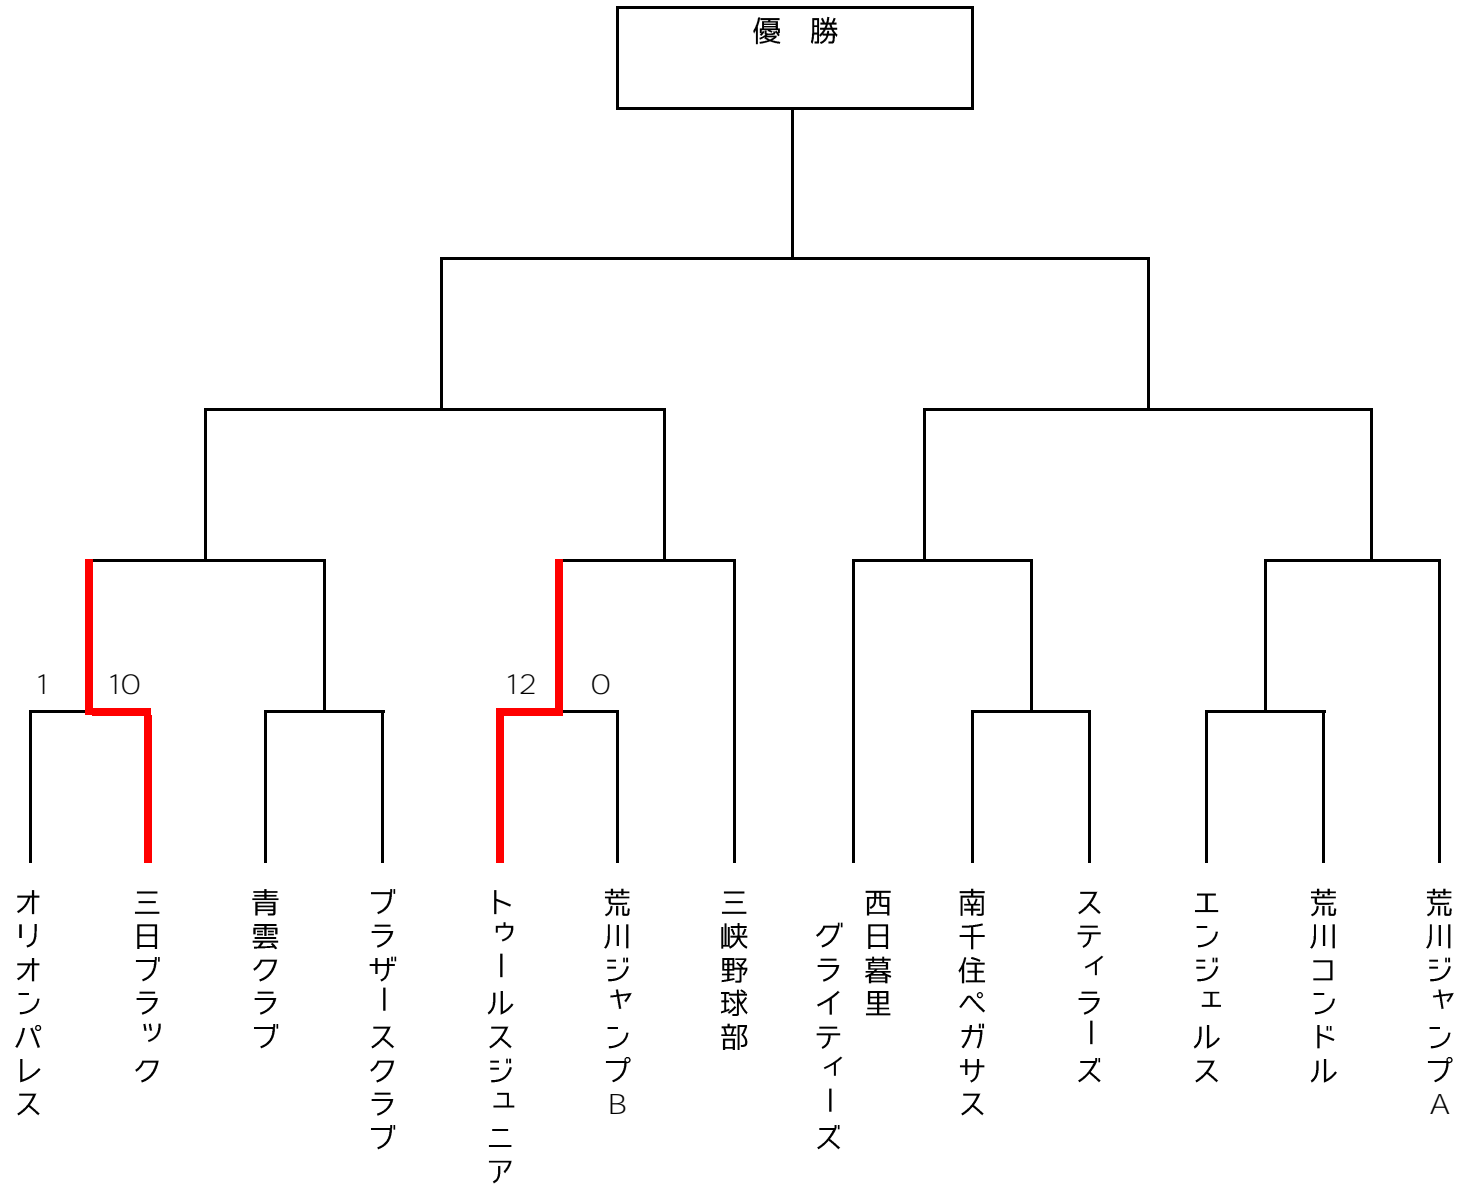 優　勝
1
10
12
0
オリオンパレス
三日ブラック
青雲クラブ
ブラザースクラブ
トゥールスジュニア
荒川ジャンプB
三峡野球部
西日暮里
グライティーズ
南千住ペガサス
スティラーズ
エンジェルス
荒川コンドル
荒川ジャンプA